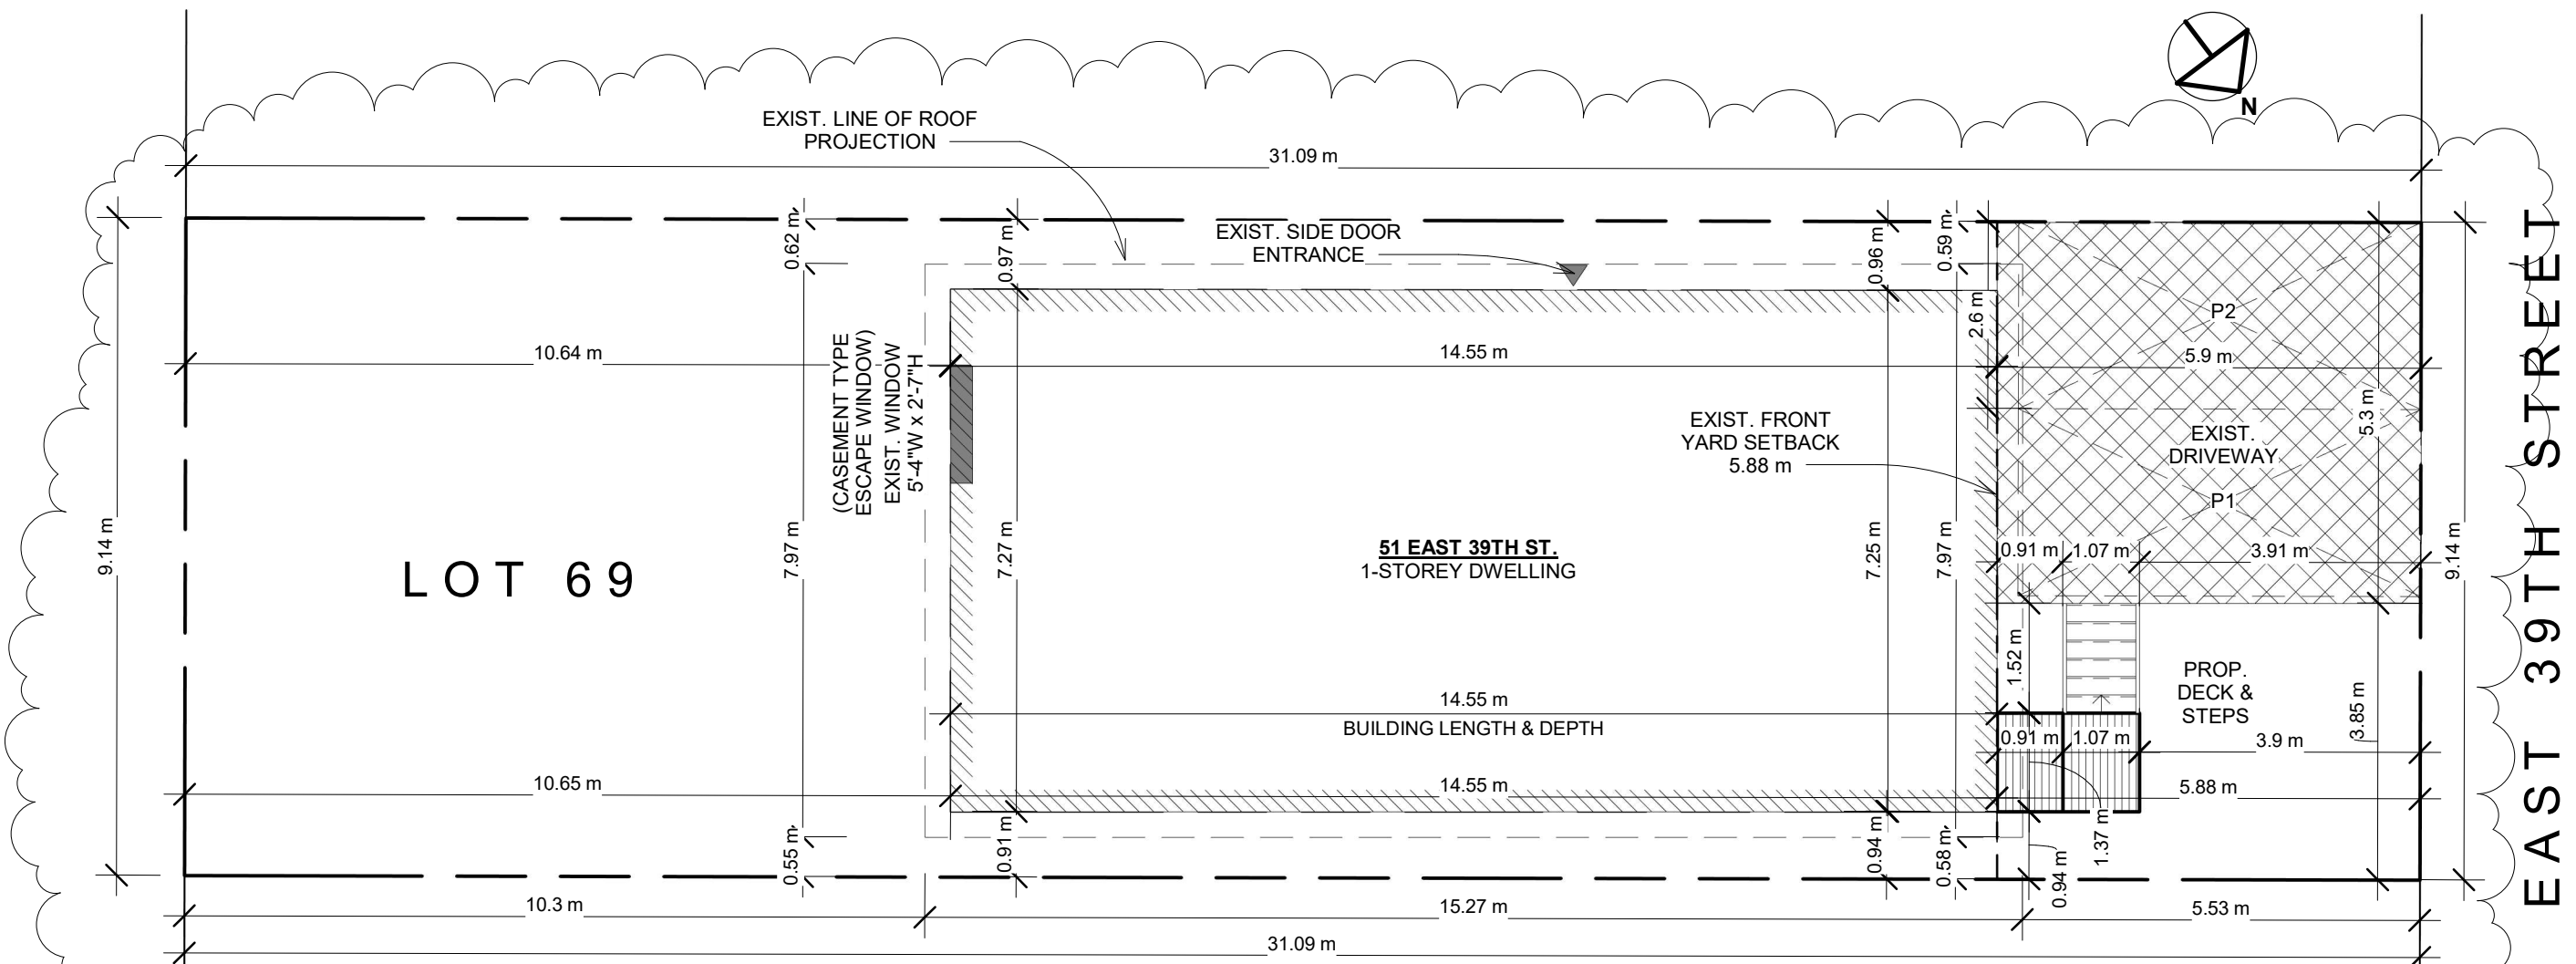 N
EXIST. LINE OF ROOF
PROJECTION
31.09 m
0.62 m
0.97 m
EXIST. SIDE DOOR
ENTRANCE
0.96 m
0.59 m
2.6 m
P2
10.64 m
14.55 m
5.9 m
(CASEMENT TYPE
ESCAPE WINDOW)
EXIST. WINDOW
5'-4"W x 2'-7"H
EXIST. FRONT
YARD SETBACK
5.88 m
5.3 m
EXIST.
DRIVEWAY
P1
9.14 m
7.97 m
7.27 m
51 EAST 39TH ST.
1-STOREY DWELLING
7.25 m
7.97 m
0.91 m
1.07 m
3.91 m
9.14 m
LOT 69
1.52 m
PROP.
DECK &
STEPS
3.85 m
14.55 m
BUILDING LENGTH & DEPTH
0.91 m
1.07 m
3.9 m
10.65 m
14.55 m
5.88 m
0.55 m
0.91 m
0.94 m
0.58 m
1.37 m
0.94 m
10.3 m
15.27 m
5.53 m
31.09 m
EAST 39TH STREET